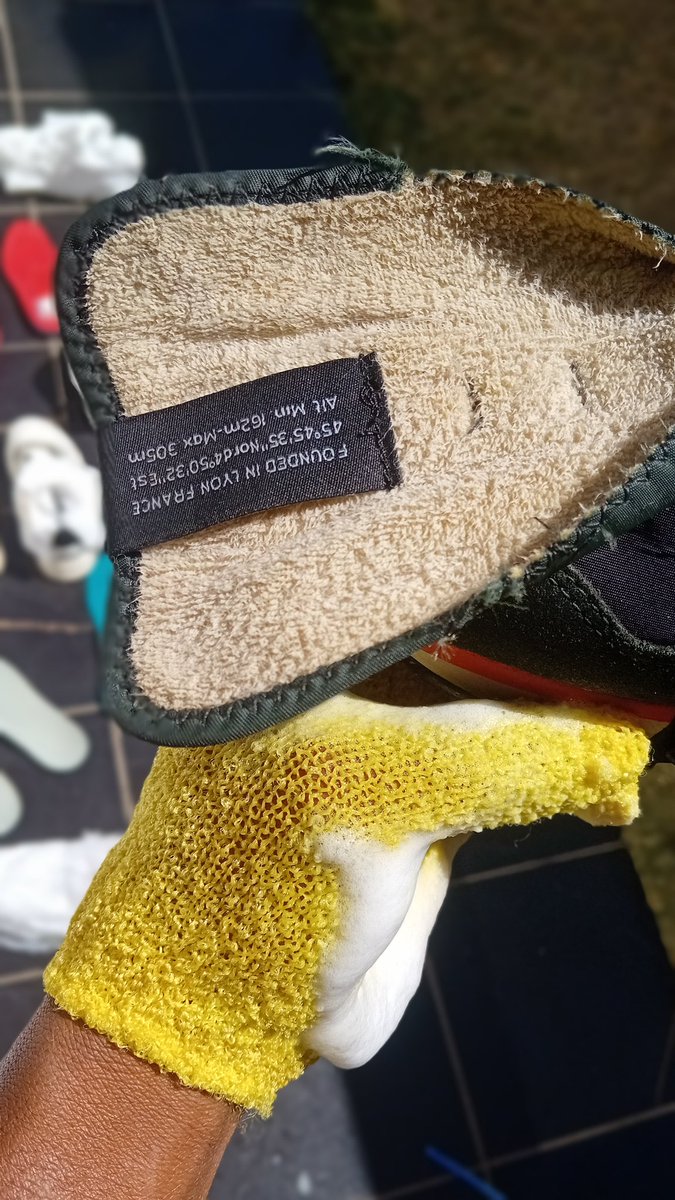 FOUNDED IN LYON FRANCE
45°45'35"Nord4°50'32"Est
Alt Min 162m-Max 305m